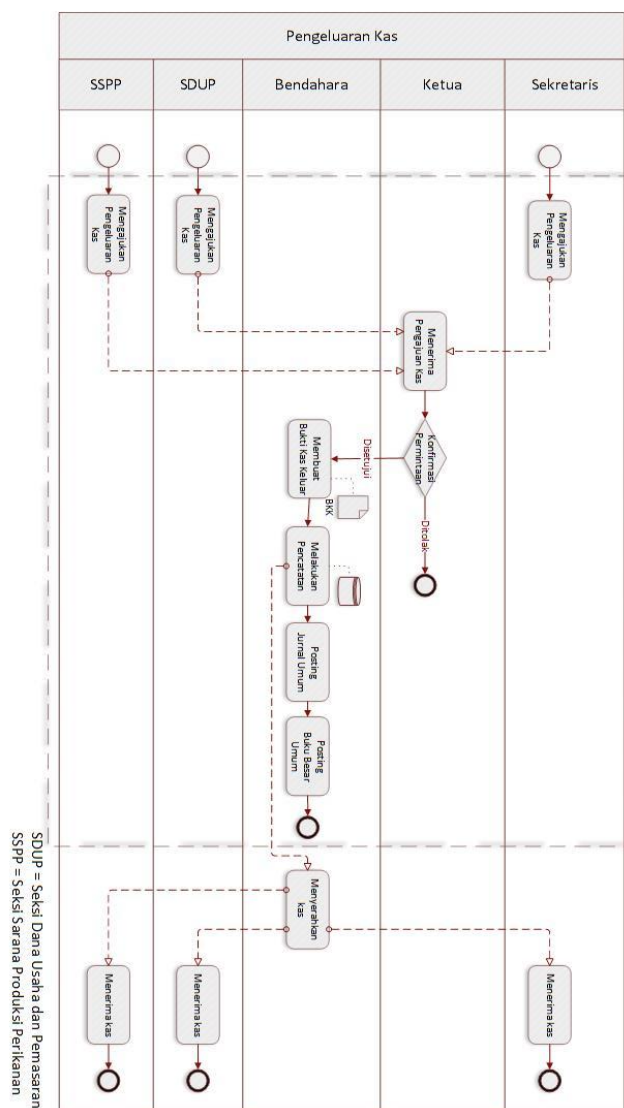 Pengeluaran Kas
SSPP
SDUP
Bendahara
Ketua
Sekretaris
Mengajukan
Pengeluaran
Kas
Mengajukan
Pengeluaran
Kas
Mengajukan
Pengeluaran
Kas
Menerima
Pengajuan Kas
Konfirmasi
Permintaan
Disetujui
Ditolak
Membuat
Bukti Kas Keluar
BKK
Melakukan
Pencatatan
Posting
Jurnal Umum
Posting
Buku Besar
Umum
Menyerahkan
kas
Menerima kas
Menerima kas
Menerima kas
SDUP = Seksi Dana Usaha dan Pemasaran
SSPP = Seksi Sarana Produksi Perikanan